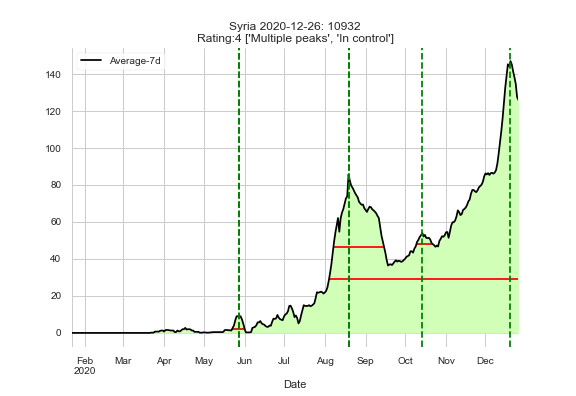 Syria 2020-12-26: 10932
Rating:4 ['Multiple peaks', 'In control']
Average-7d
140
120
100
80
60
40
20
0
Feb Mar Apr May Jun Jul Aug Sep Oct Nov Dec
2020
Date